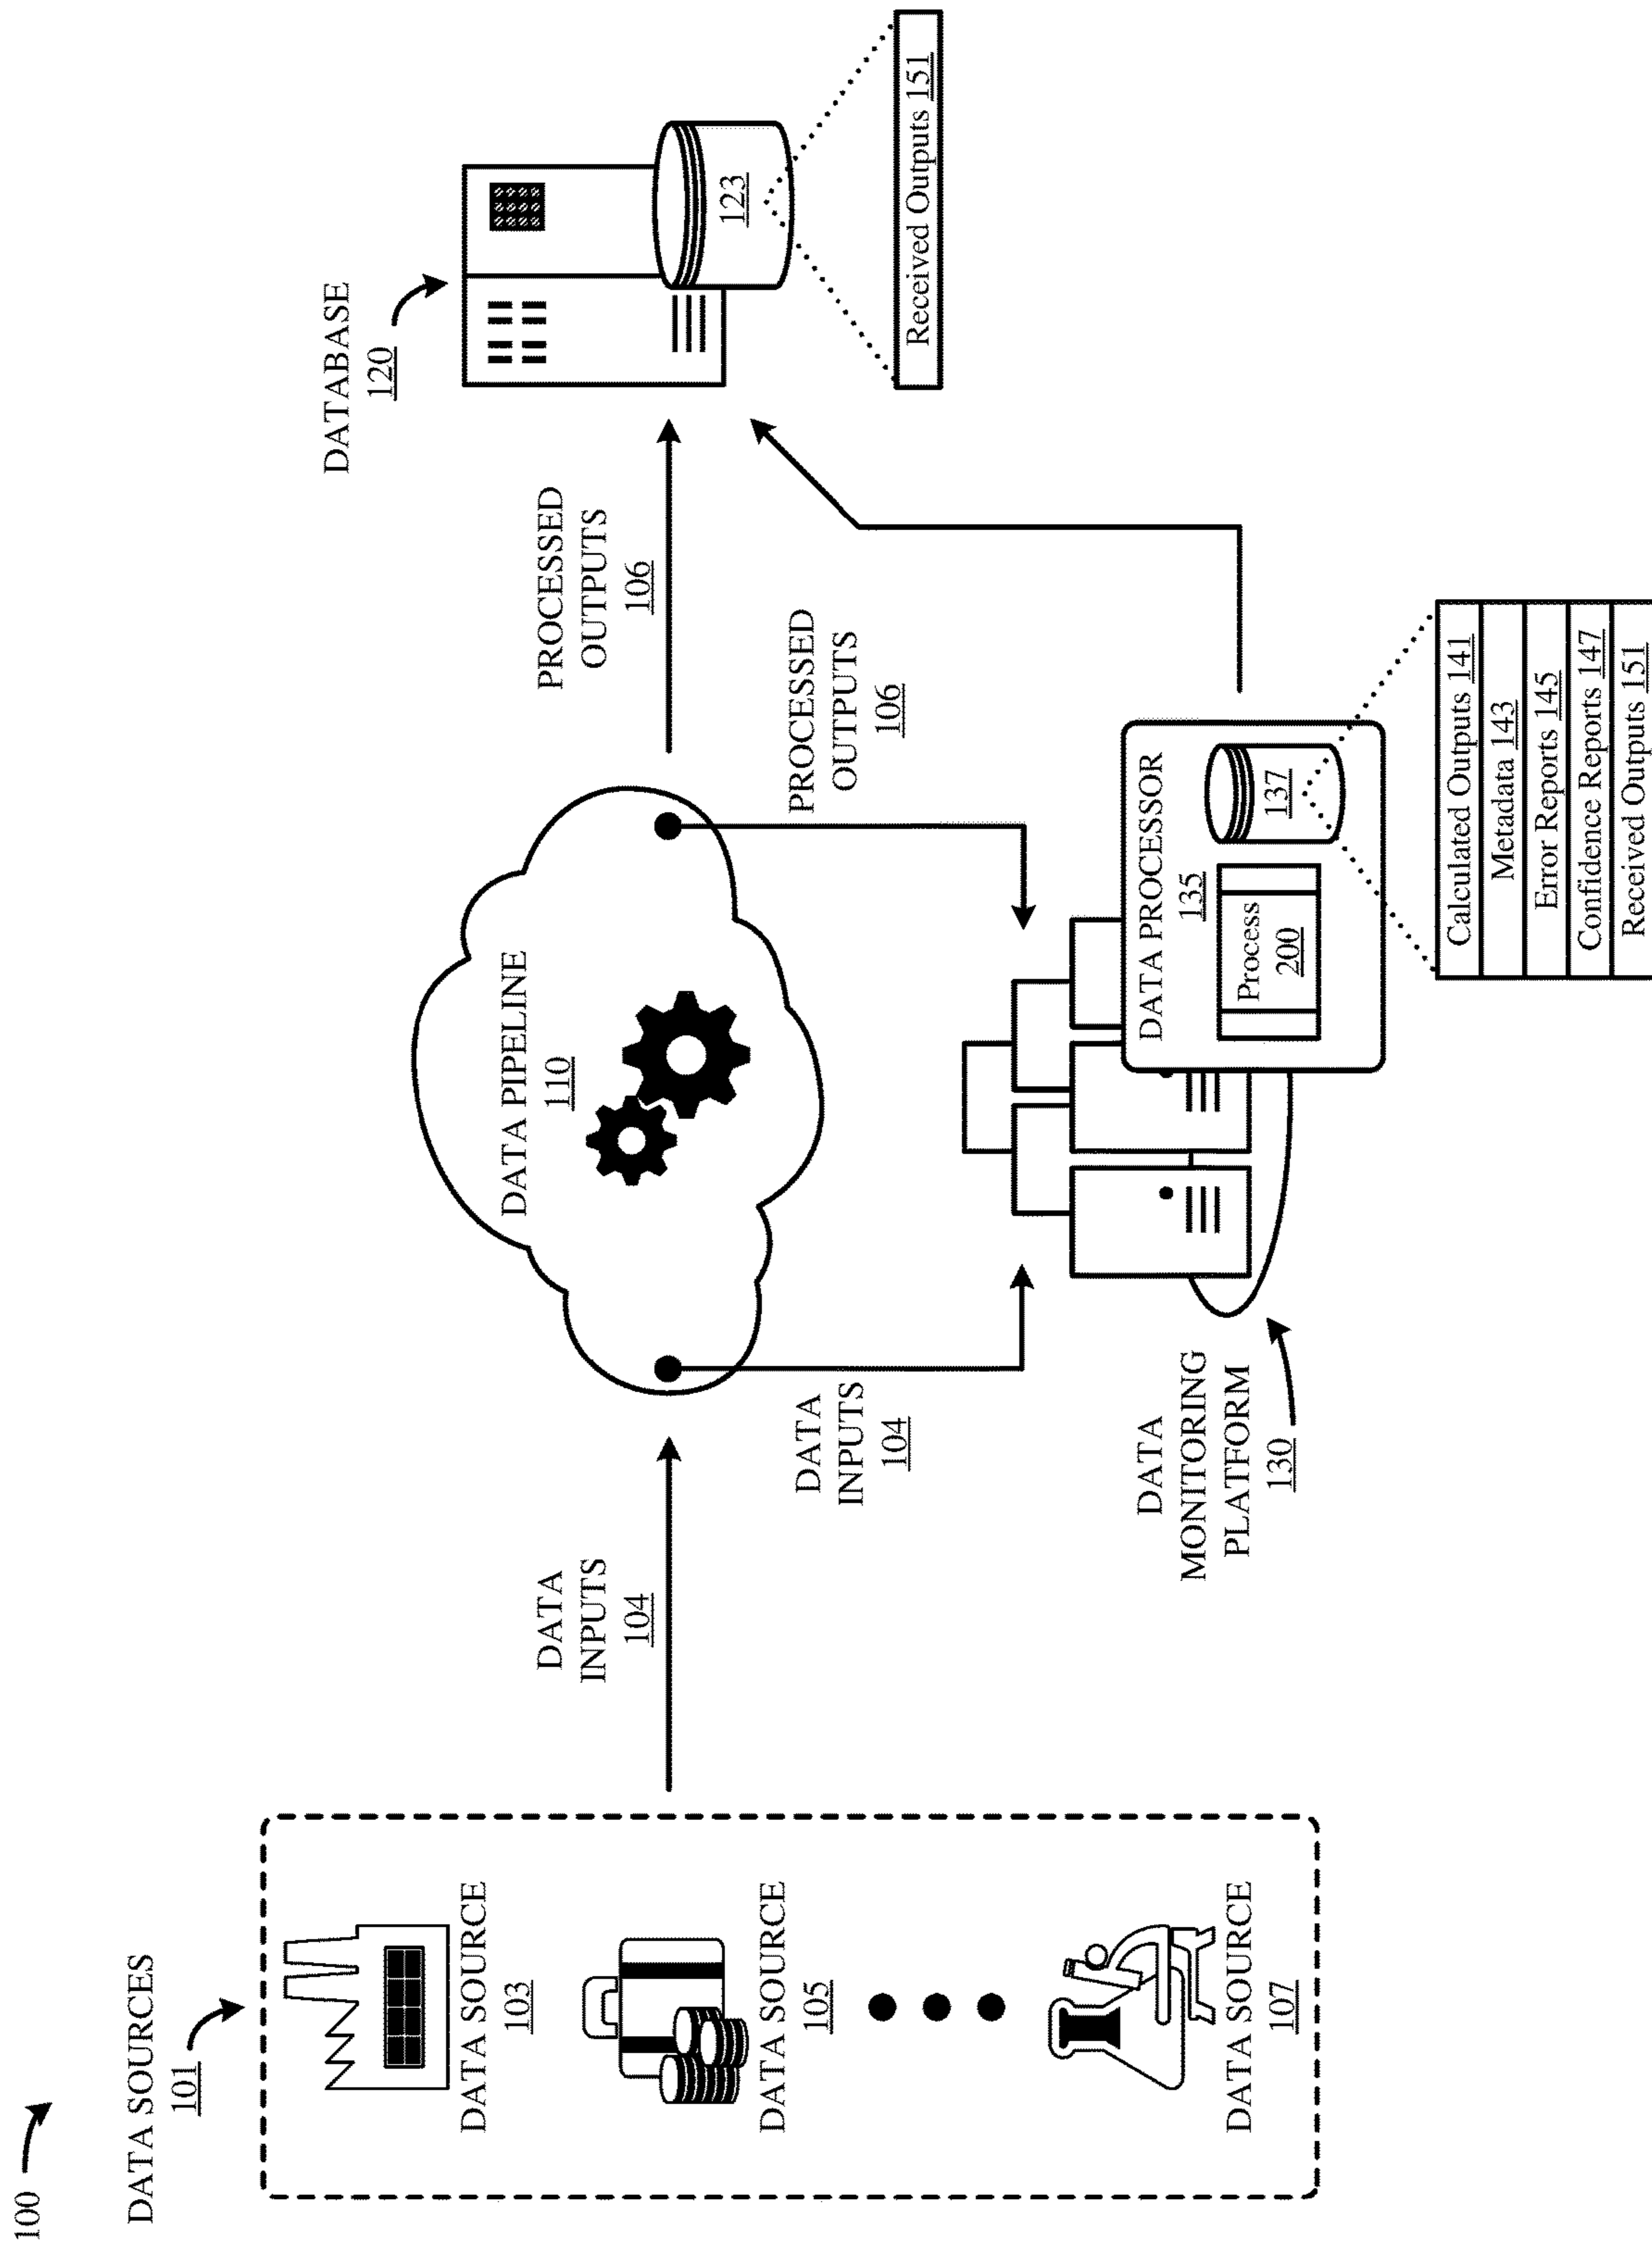 100
DATA SOURCES
101
DATA SOURCE
103
DATA SOURCE
105
DATA SOURCE
107
DATA
INPUTS
104
DATA PIPELINE
110
DATA
INPUTS
104
PROCESSED
OUTPUTS
106
PROCESSED
OUTPUTS
106
DATABASE
120
123
Received Outputs 151
DATA
MONITORING
PLATFORM
130
DATA PROCESSOR
135
Process
200
137
Calculated Outputs 141
Metadata 143
Error Reports 145
Confidence Reports 147
Received Outputs 151